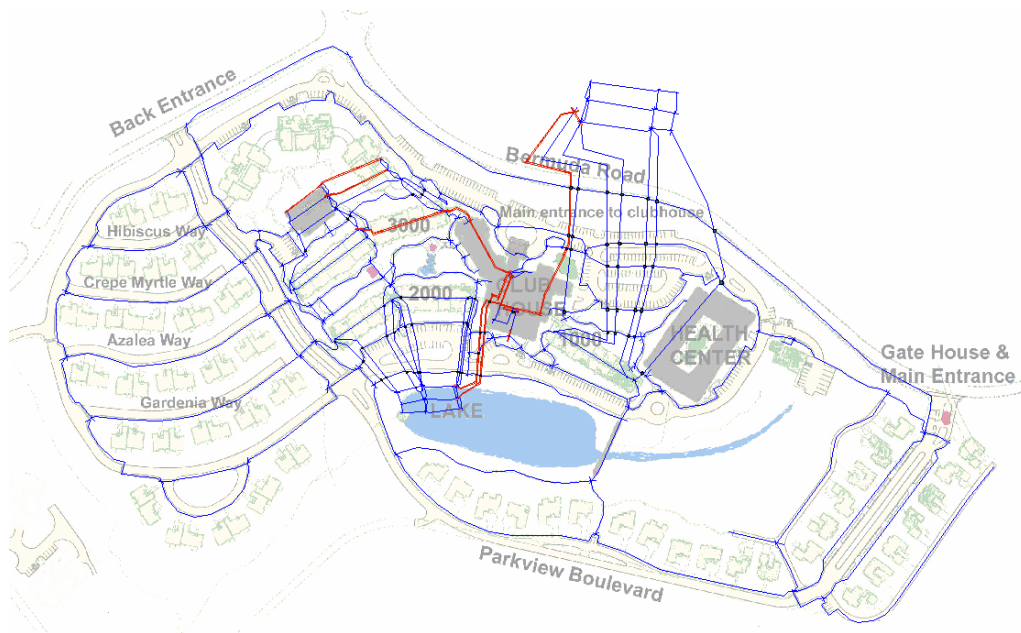 Back Entrance
Bermuda Road
Main entrance to clubhouse
Hibiscus Way
3000
Crepe Myrtle Way
2000
CLUB
HOUSE
Azalea Way
1000
HEALTH
CENTER
Gate House &
Main Entrance
Gardenia Way
LAKE
Parkview Boulevard